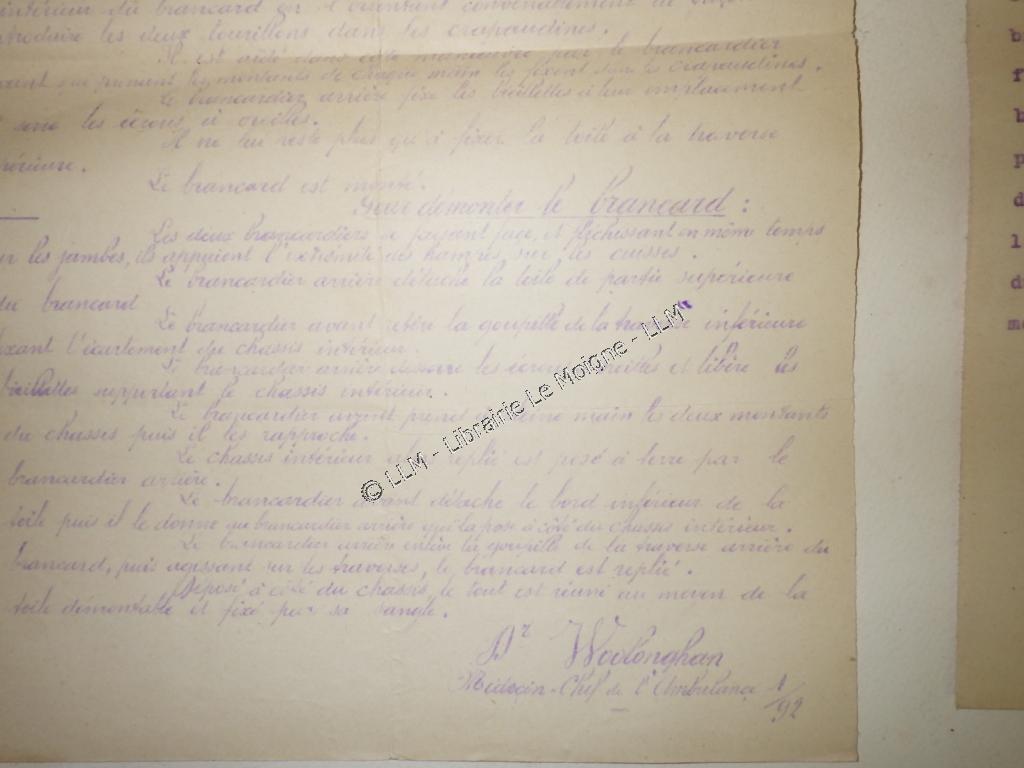 intérieur du brancard en l'orientant convenablement de façon
introduire les deux tourillons dans les crapaudines.
Il est aidé dans cette manœuvre par le brancardier
avant qui prenant les montants de chaque main les fixent dans les crapaudines.
Le brancardier arrière fixe les biellettes à leur emplacement
les écrous à oreilles.
Il ne lui reste plus qu'à fixer la toile à la traverse
Le brancard est monté.
Pour démonter le brancard :
Les deux brancardiers se faisant face, et fléchissant en même temps
les jambes, ils appuient l'extrémité des hampes, sur les cuisses.
Le brancardier arrière détache la toile de partie supérieure
du brancard
Le brancardier avant retire la goupille de la traverse inférieure
fixant l'écartement du chassis intérieur.
Le brancardier arrière desserre les écrous à oreilles et libère les
biellettes supportant le chassis intérieur.
Le brancardier avant prend main les deux montants
du chassis puis il les rapproche.
Le chassis intérieur replié est posé à terre par le
brancardier arrière.
Le brancardier avant détache le bord inférieur de la
toile puis il le donne au brancardier arrière qui la pose à côté du chassis intérieur.
Le brancardier arrière enlève la goupille de la traverse arrière du
brancard, puis agissant sur les traverses, le brancard est replié.
Déposé à côté du chassis, le tout est réuni au moyen de la
toile démontable et fixé par sa sangle.
Dr Woolonghan
Médecin-Chef de l'Ambulance 1/92
© LLM - Librairie Le Moigne - LLM